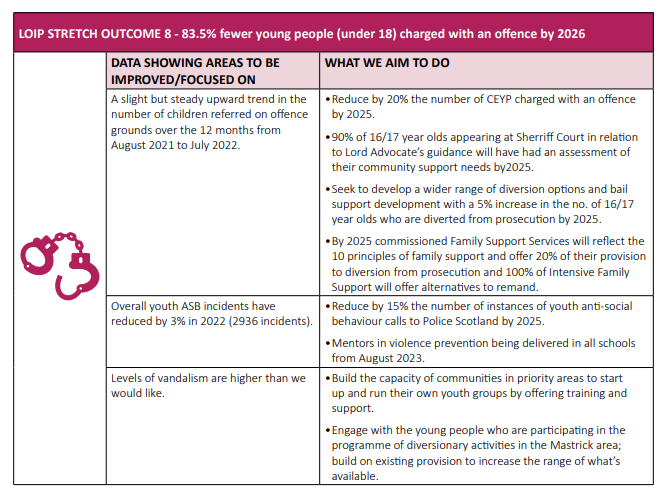 LOIP STRETCH OUTCOME 8 - 83.5% fewer young people (under 18) charged with an offence by 2026
DATA SHOWING AREAS TO BE
IMPROVED/FOCUSED ON
WHAT WE AIM TO DO
A slight but steady upward trend in the
number of children referred on offence
grounds over the 12 months from
August 2021 to July 2022.
•Reduce by 20% the number of CEYP charged with an offence
by 2025.
•90% of 16/17 year olds appearing at Sherriff Court in relation
to Lord Advocate's guidance will have had an assessment of
their community support needs by2025.
•Seek to develop a wider range of diversion options and bail
support development with a 5% increase in the no. of 16/17
year olds who are diverted from prosecution by 2025.
•By 2025 commissioned Family Support Services will reflect the
10 principles of family support and offer 20% of their provision
to diversion from prosecution and 100% of Intensive Family
Support will offer alternatives to remand.
Overall youth ASB incidents have
reduced by 3% in 2022 (2936 incidents).
•Reduce by 15% the number of instances of youth anti-social
behaviour calls to Police Scotland by 2025.
•Mentors in violence prevention being delivered in all schools
from August 2023.
Levels of vandalism are higher than we
would like.
•Build the capacity of communities in priority areas to start
up and run their own youth groups by offering training and
support.
•Engage with the young people who are participating in the
programme of diversionary activities in the Mastrick area;
build on existing provision to increase the range of what's
available.